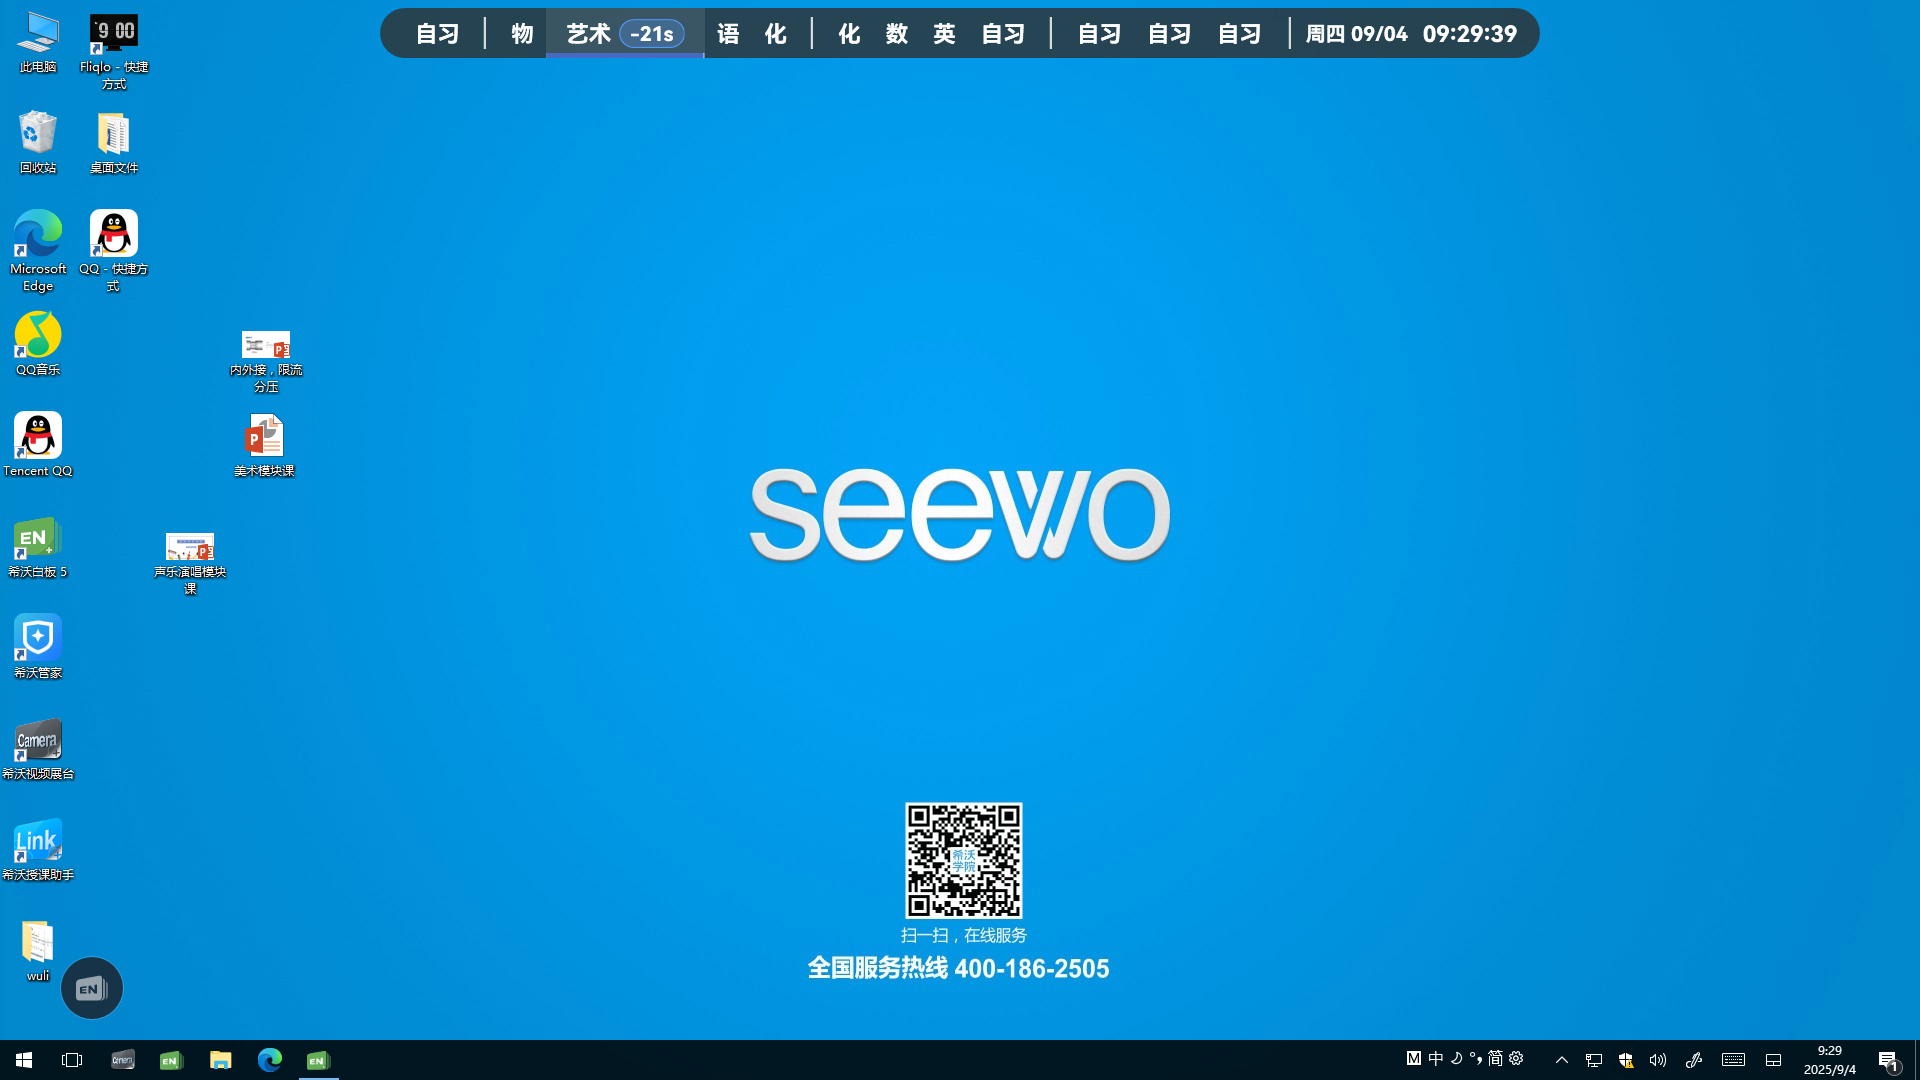 自习 | 物 艺术 -21s 语 化 | 化 数 英 自习 | 自习 自习 自习 | 周四 09/04 09:29:39
此电脑
9 00
Fliqlo - 快捷
方式
回收站
桌面文件
Microsoft
Edge
QQ - 快捷方
式
QQ音乐
内外接，限流
分压
Tencent QQ
P
美术模块课
EN
希沃白板 5
声乐演唱模块
课
希沃管家
Camera
希沃视频展台
Link
希沃授课助手
wuli
EN
seewo
希沃
学院
扫一扫，在线服务
全国服务热线 400-186-2505
Camera
EN
EN
M 中 简
9:29
2025/9/4
1